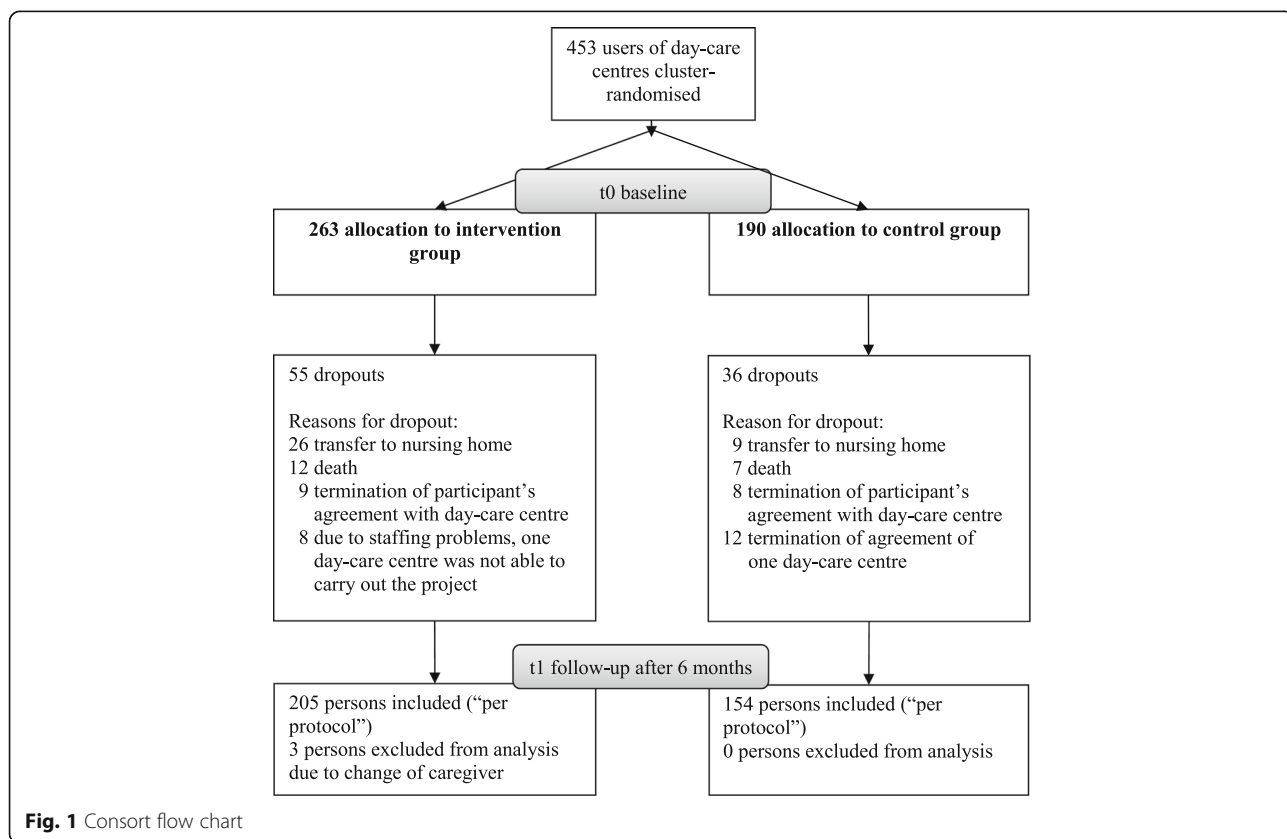 453 users of day-care
centres cluster-
randomised
t0 baseline
263 allocation to intervention
group
190 allocation to control group
55 dropouts
Reasons for dropout:
26 transfer to nursing home
12 death
9 termination of participant’s
agreement with day-care centre
8 due to staffing problems, one
day-care centre was not able to
carry out the project
36 dropouts
Reason for dropout:
9 transfer to nursing home
7 death
8 termination of participant’s
agreement with day-care centre
12 termination of agreement of
one day-care centre
t1 follow-up after 6 months
205 persons included (“per
protocol”)
3 persons excluded from analysis
due to change of caregiver
154 persons included (“per
protocol”)
0 persons excluded from analysis
Fig. 1 Consort flow chart